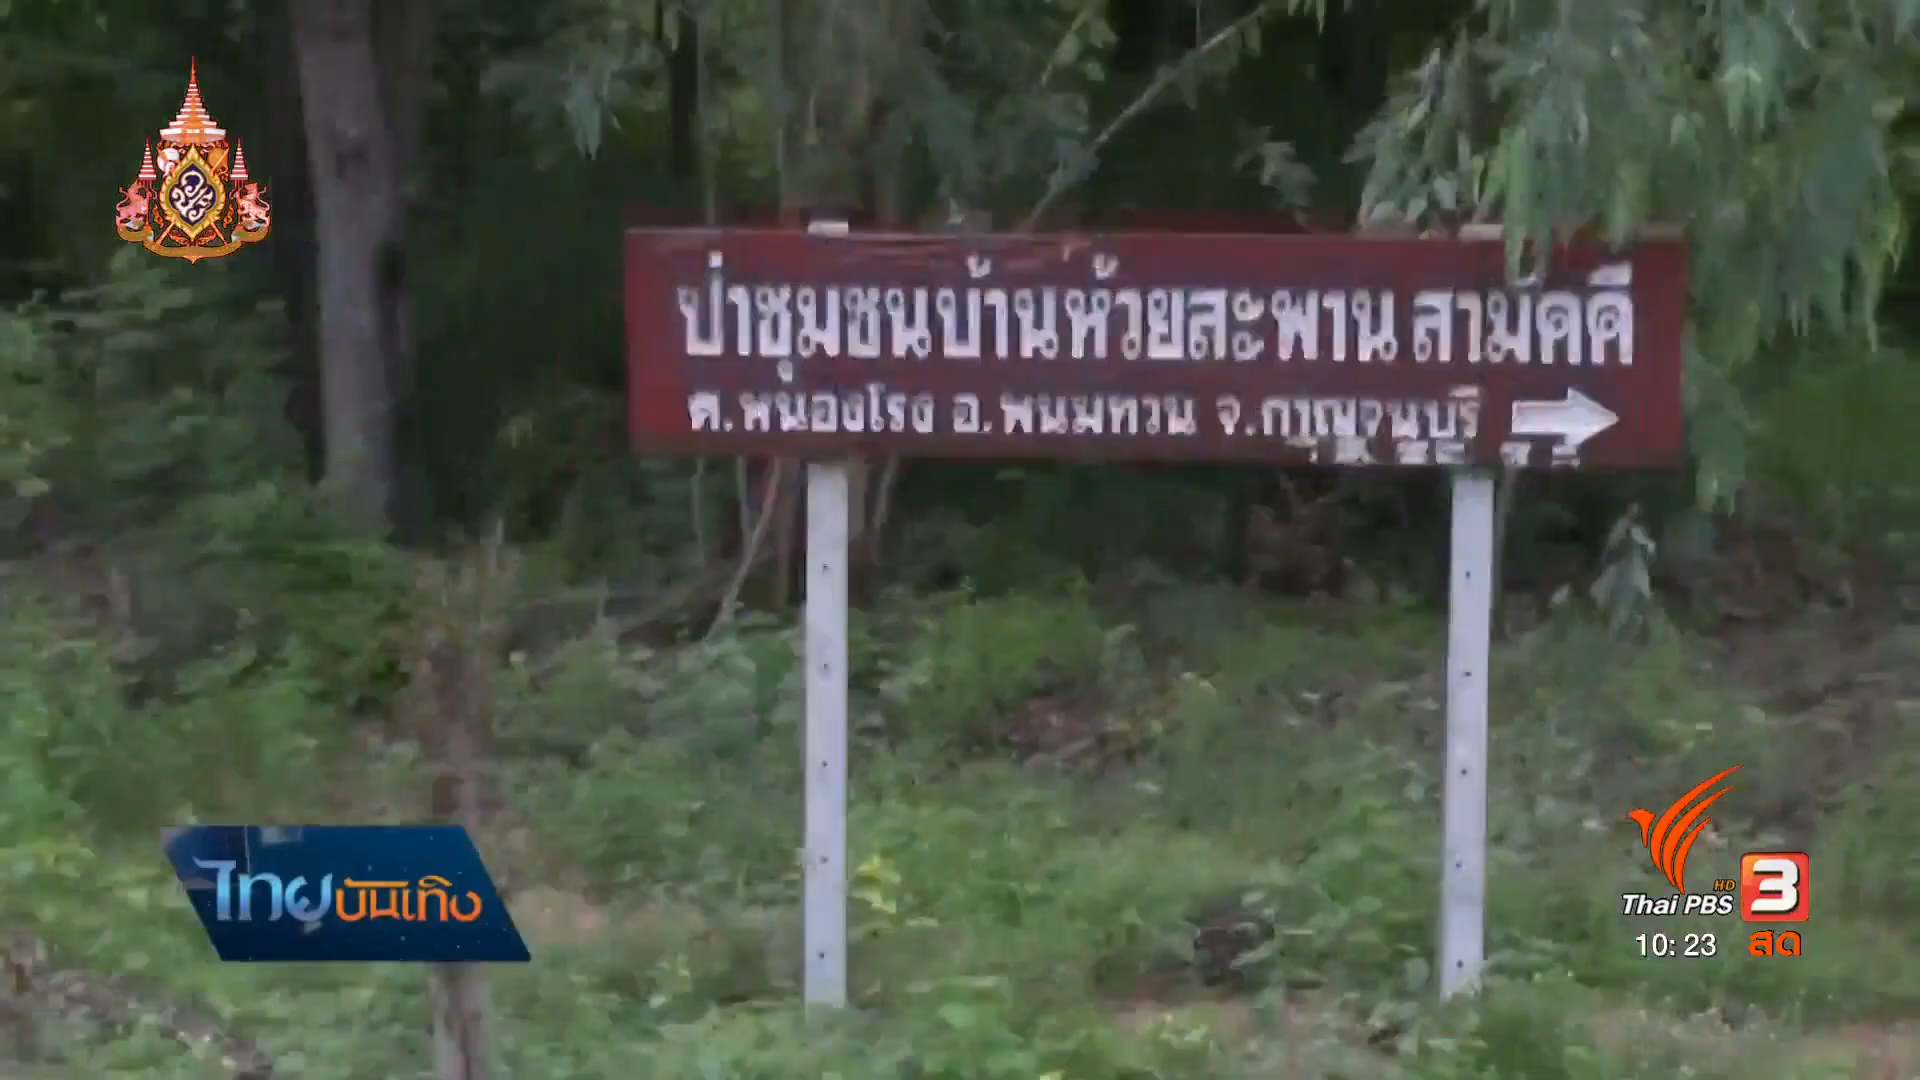 ป่าชุมชนบ้านห้วยสะพาน สามัคคี
ต.หนองโรง อ.พนมทวน จ.กาญจนบุรี
ไทยบันเทิง
Thai PBS HD 3
10:23 สด